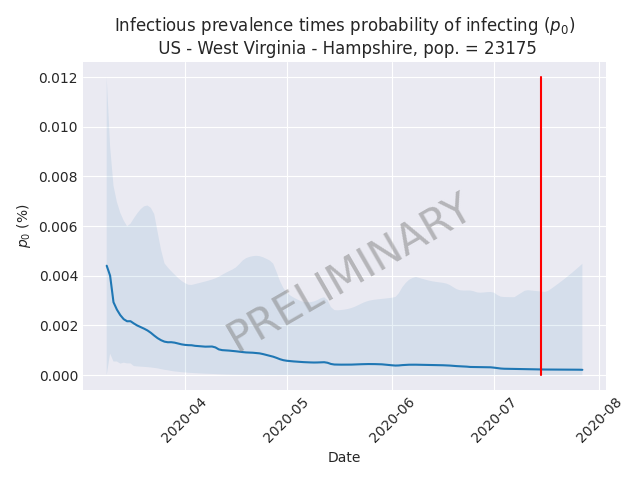 Infectious prevalence times probability of infecting (p₀)
US - West Virginia - Hampshire, pop. = 23175
0.012
0.010
0.008
0.006
0.004
0.002
0.000
p₀ (%)
PRELIMINARY
2020-04
2020-05
2020-06
2020-07
2020-08
Date